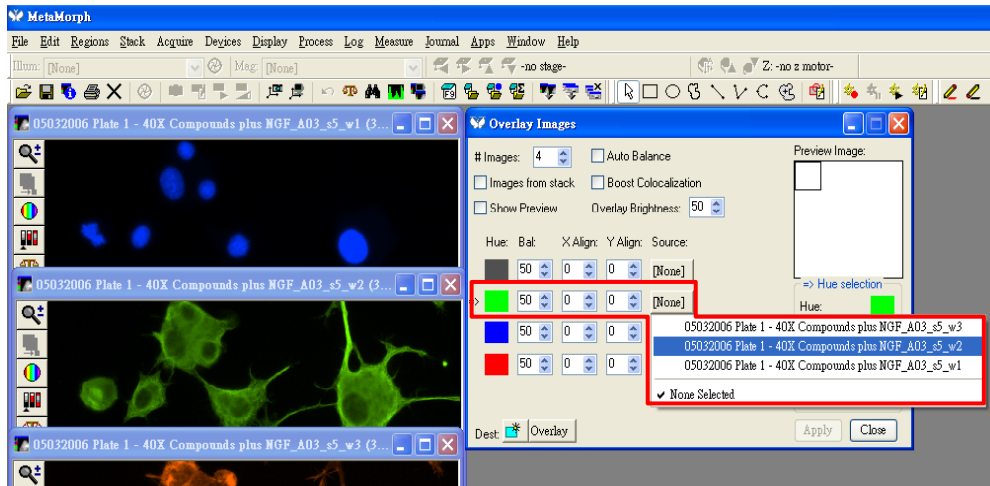 MetaMorph
File Edit Regions Stack Acquire Devices Display Process Log Measure Journal Apps Window Help
Illum: [None] Mag: [None] -no stage- Z: -no z motor-
05032006 Plate 1 - 40X Compounds plus NGF_A03_s5_w1 (3...
05032006 Plate 1 - 40X Compounds plus NGF_A03_s5_w2 (3...
05032006 Plate 1 - 40X Compounds plus NGF_A03_s5_w3 (3...
Overlay Images
# Images: 4 Auto Balance
Images from stack Boost Colocalization
Show Preview Overlay Brightness: 50
Preview Image:
Hue: Bal: X Align: Y Align: Source:
50 0 0 [None]
=> 50 0 0 [None]
50 0 0
50 0 0
=> Hue selection
Hue:
05032006 Plate 1 - 40X Compounds plus NGF_A03_s5_w3
05032006 Plate 1 - 40X Compounds plus NGF_A03_s5_w2
05032006 Plate 1 - 40X Compounds plus NGF_A03_s5_w1
✔ None Selected
Dest: Overlay
Apply Close